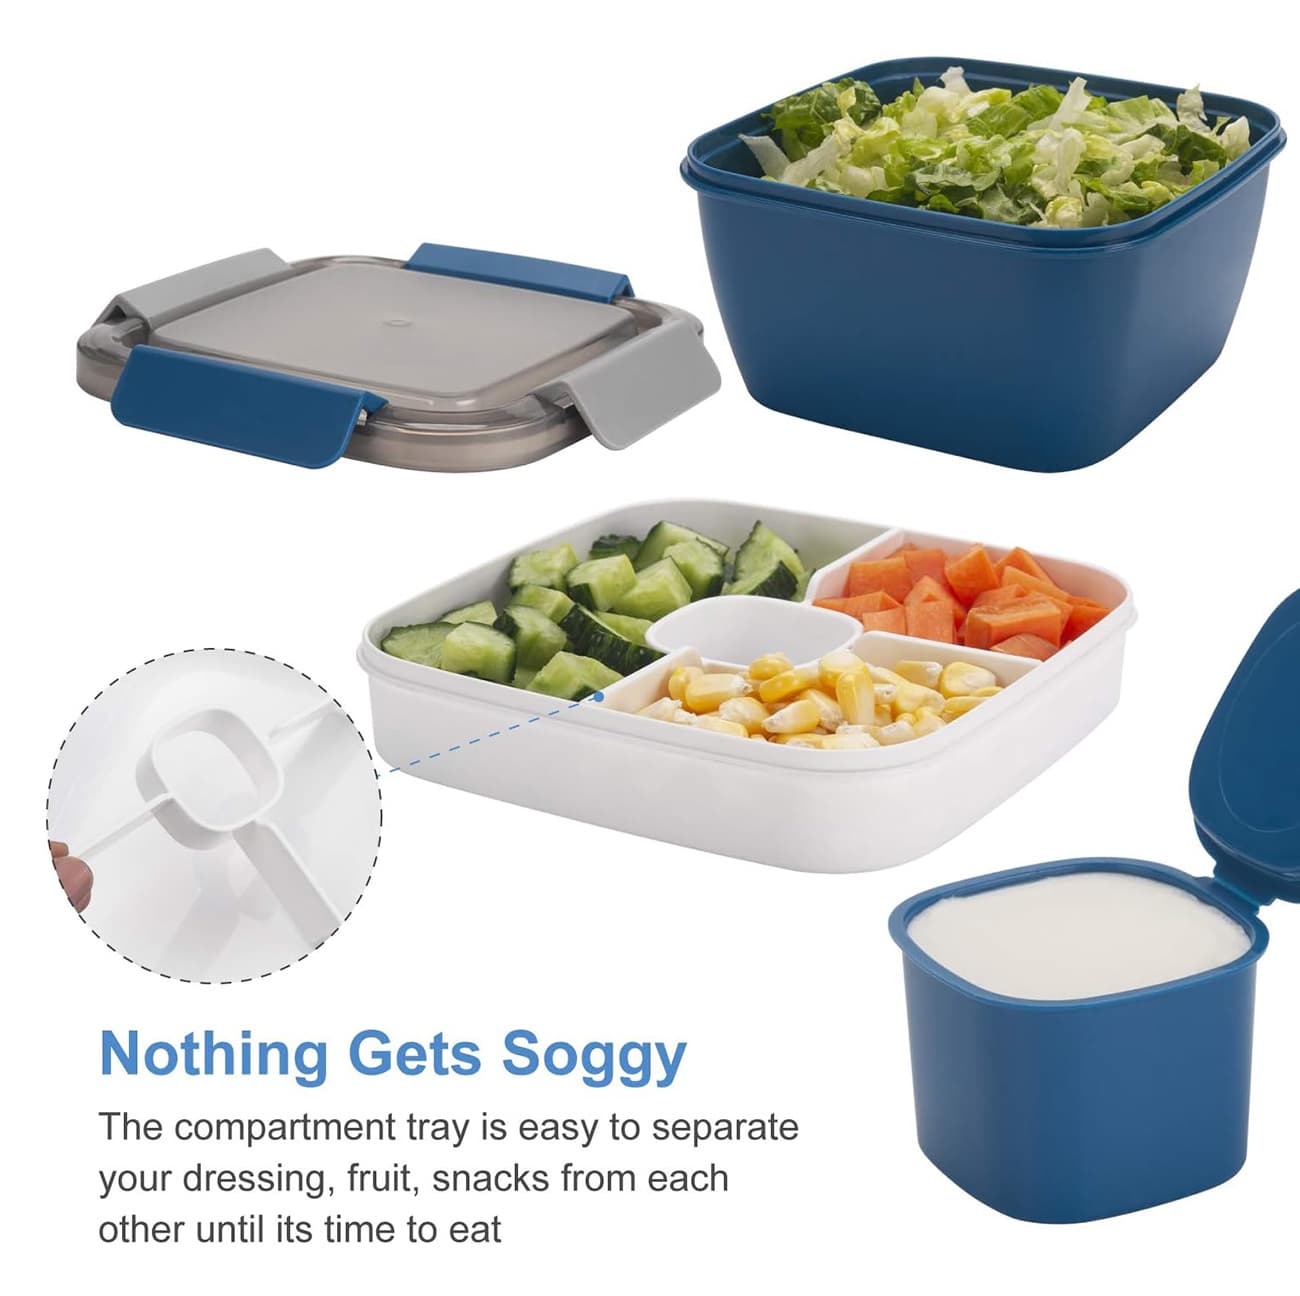 Nothing Gets Soggy
The compartment tray is easy to separate
your dressing, fruit, snacks from each
other until its time to eat